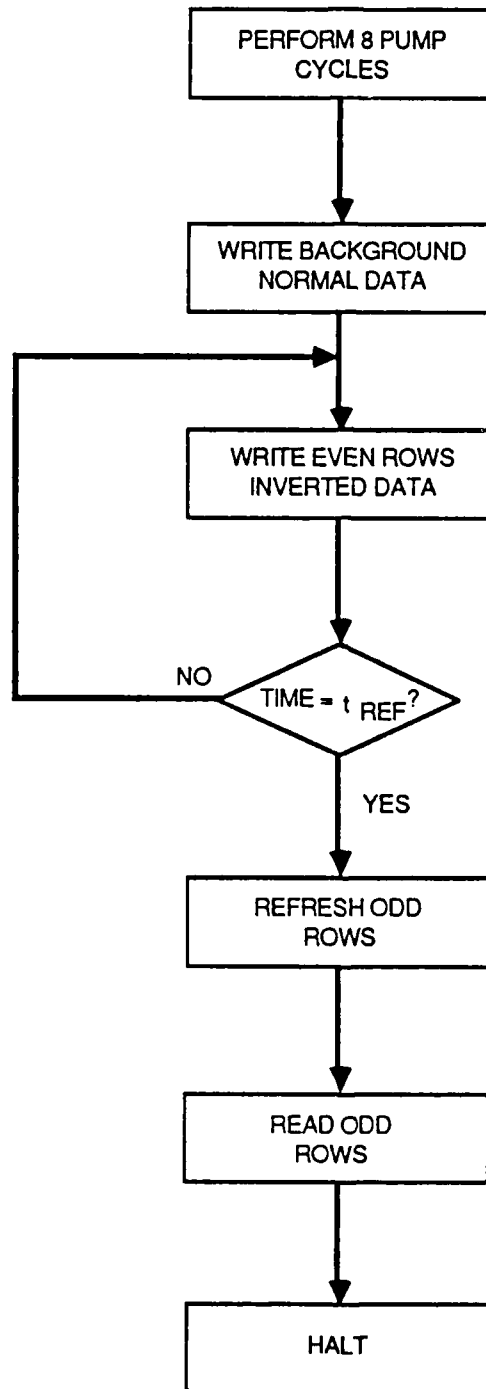 PERFORM 8 PUMP
CYCLES
WRITE BACKGROUND
NORMAL DATA
WRITE EVEN ROWS
INVERTED DATA
NO
TIME = t REF?
YES
REFRESH ODD
ROWS
READ ODD
ROWS
HALT